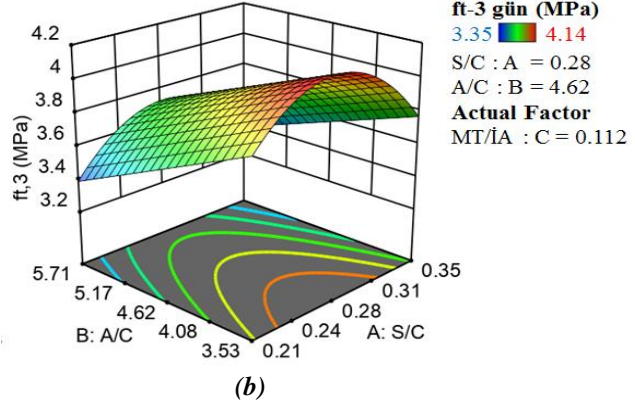 ft-3 gün (MPa)
3.35 4.14
S/C : A = 0.28
A/C : B = 4.62
Actual Factor
MT/İA : C = 0.112
4.2
4
3.8
3.6
3.4
3.2
ft,3 (MPa)
5.71
5.17
4.62
4.08
3.53
B: A/C
0.35
0.31
0.28
0.24
0.21
A: S/C
(b)